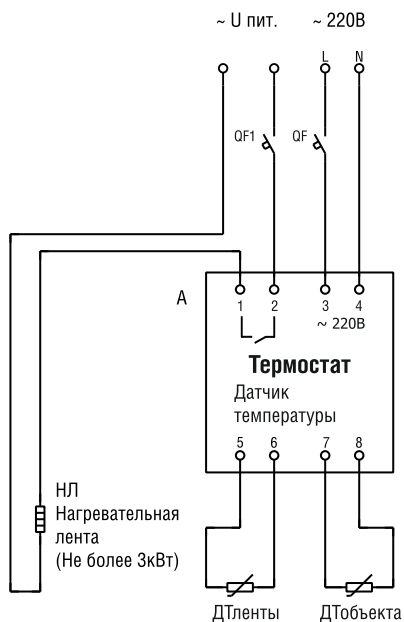 ~ U пит. ~ 220В
L N
QF1 QF
А
1 2 3 4
~ 220В
Термостат
Датчик
температуры
5 6 7 8
НЛ
Нагревательная
лента
(Не более 3кВт)
ДТленты ДТобъекта